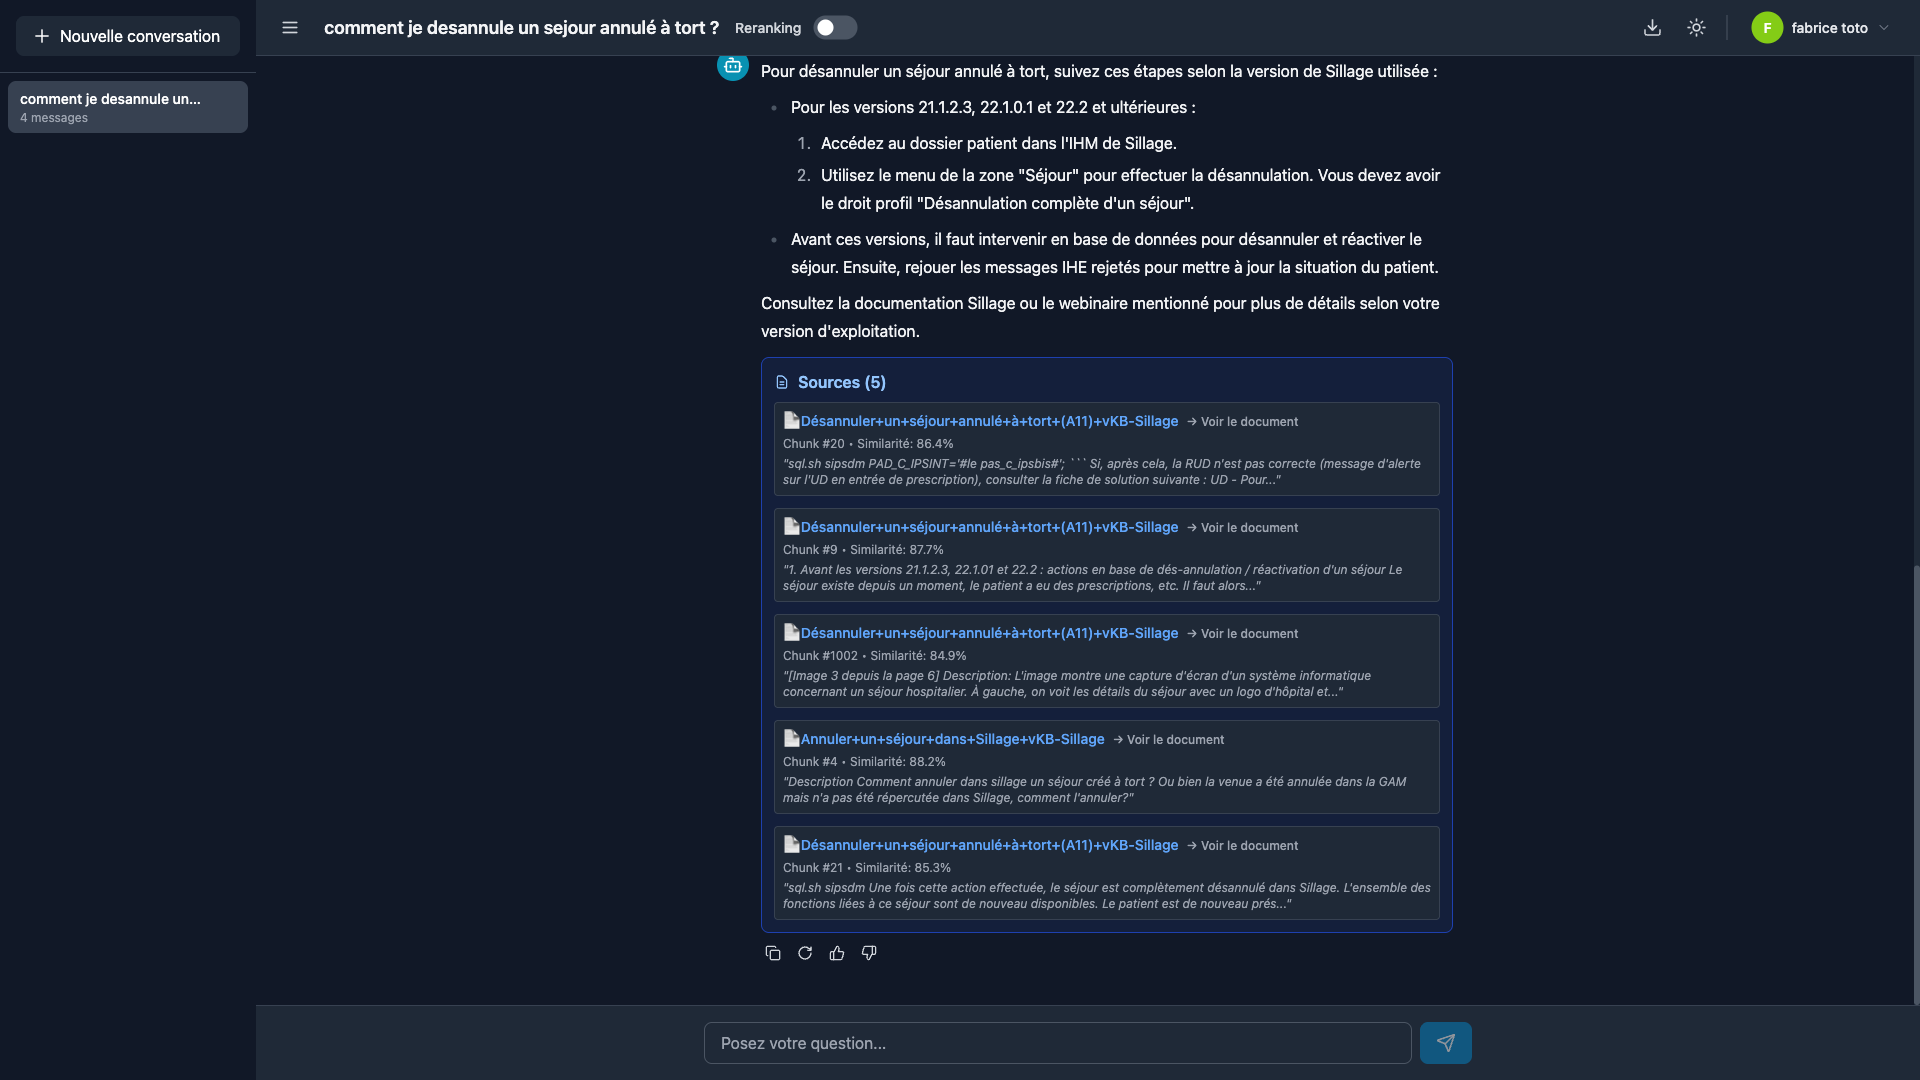 Nouvelle conversation
comment je desannule un...
4 messages
comment je desannule un sejour annulé à tort ?
Reranking
F
fabrice toto
Pour désannuler un séjour annulé à tort, suivez ces étapes selon la version de Sillage utilisée :
• Pour les versions 21.1.2.3, 22.1.0.1 et 22.2 et ultérieures :
1. Accédez au dossier patient dans l'IHM de Sillage.
2. Utilisez le menu de la zone "Séjour" pour effectuer la désannulation. Vous devez avoir
le droit profil "Désannulation complète d'un séjour".
• Avant ces versions, il faut intervenir en base de données pour désannuler et réactiver le
séjour. Ensuite, rejouer les messages IHE rejetés pour mettre à jour la situation du patient.
Consultez la documentation Sillage ou le webinaire mentionné pour plus de détails selon votre
version d'exploitation.
Sources (5)
Désannuler+un+séjour+annulé+à+tort+(A11)+vKB-Sillage → Voir le document
Chunk #20 • Similarité: 86.4%
"sql.sh sipsdm PAD_C_IPSINT='#le pas_c_ipsbis#'; ``` Si, après cela, la RUD n'est pas correcte (message d'alerte
sur l'UD en entrée de prescription), consulter la fiche de solution suivante : UD - Pour..."
Désannuler+un+séjour+annulé+à+tort+(A11)+vKB-Sillage → Voir le document
Chunk #9 • Similarité: 87.7%
"1. Avant les versions 21.1.2.3, 22.1.01 et 22.2 : actions en base de dés-annulation / réactivation d'un séjour Le
séjour existe depuis un moment, le patient a eu des prescriptions, etc. Il faut alors..."
Désannuler+un+séjour+annulé+à+tort+(A11)+vKB-Sillage → Voir le document
Chunk #1002 • Similarité: 84.9%
"[Image 3 depuis la page 6] Description: L'image montre une capture d'écran d'un système informatique
concernant un séjour hospitalier. À gauche, on voit les détails du séjour avec un logo d'hôpital et..."
Annuler+un+séjour+dans+Sillage+vKB-Sillage → Voir le document
Chunk #4 • Similarité: 88.2%
"Description Comment annuler dans sillage un séjour créé à tort ? Ou bien la venue a été annulée dans la GAM
mais n'a pas été répercutée dans Sillage, comment l'annuler?"
Désannuler+un+séjour+annulé+à+tort+(A11)+vKB-Sillage → Voir le document
Chunk #21 • Similarité: 85.3%
"sql.sh sipsdm Une fois cette action effectuée, le séjour est complètement désannulé dans Sillage. L'ensemble des
fonctions liées à ce séjour sont de nouveau disponibles. Le patient est de nouveau prés..."
Posez votre question...